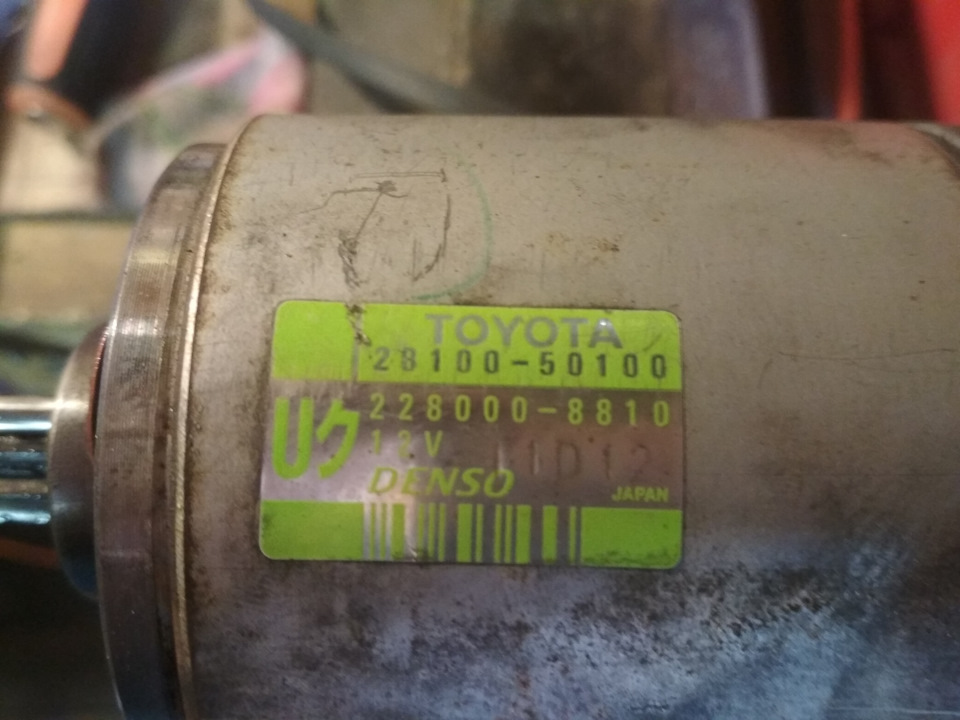 TOYOTA
28100-50100
Uク
228000-8810
12V
DENSO
JAPAN